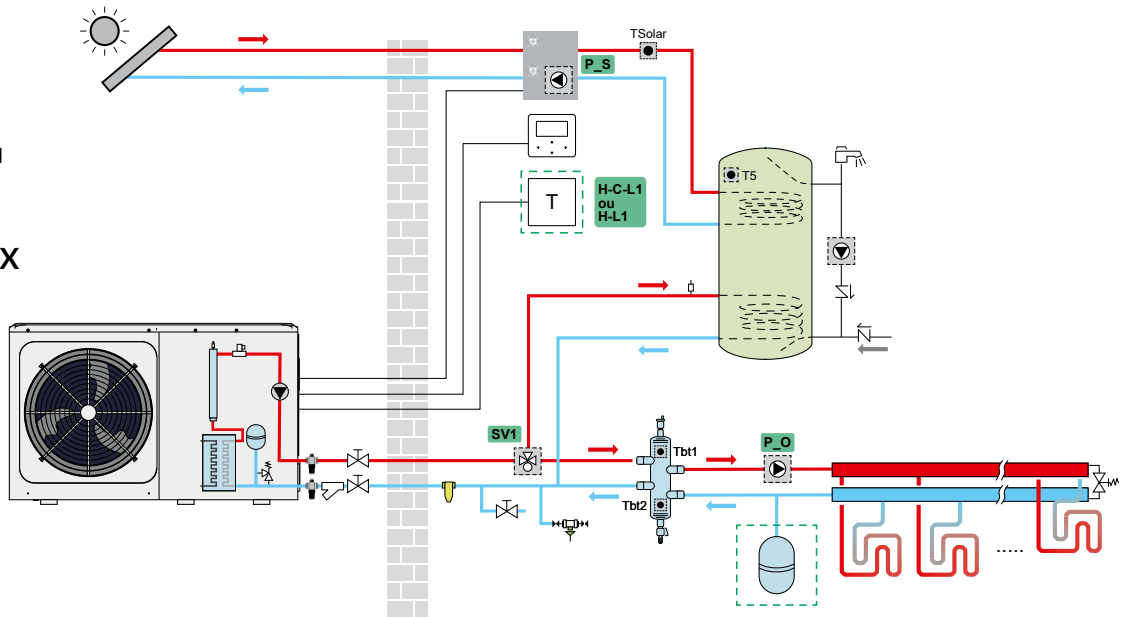 TSolar
P_S
T5
T
H-C-L1
ou
H-L1
X
SV1
Tbt1
P_O
Tbt2